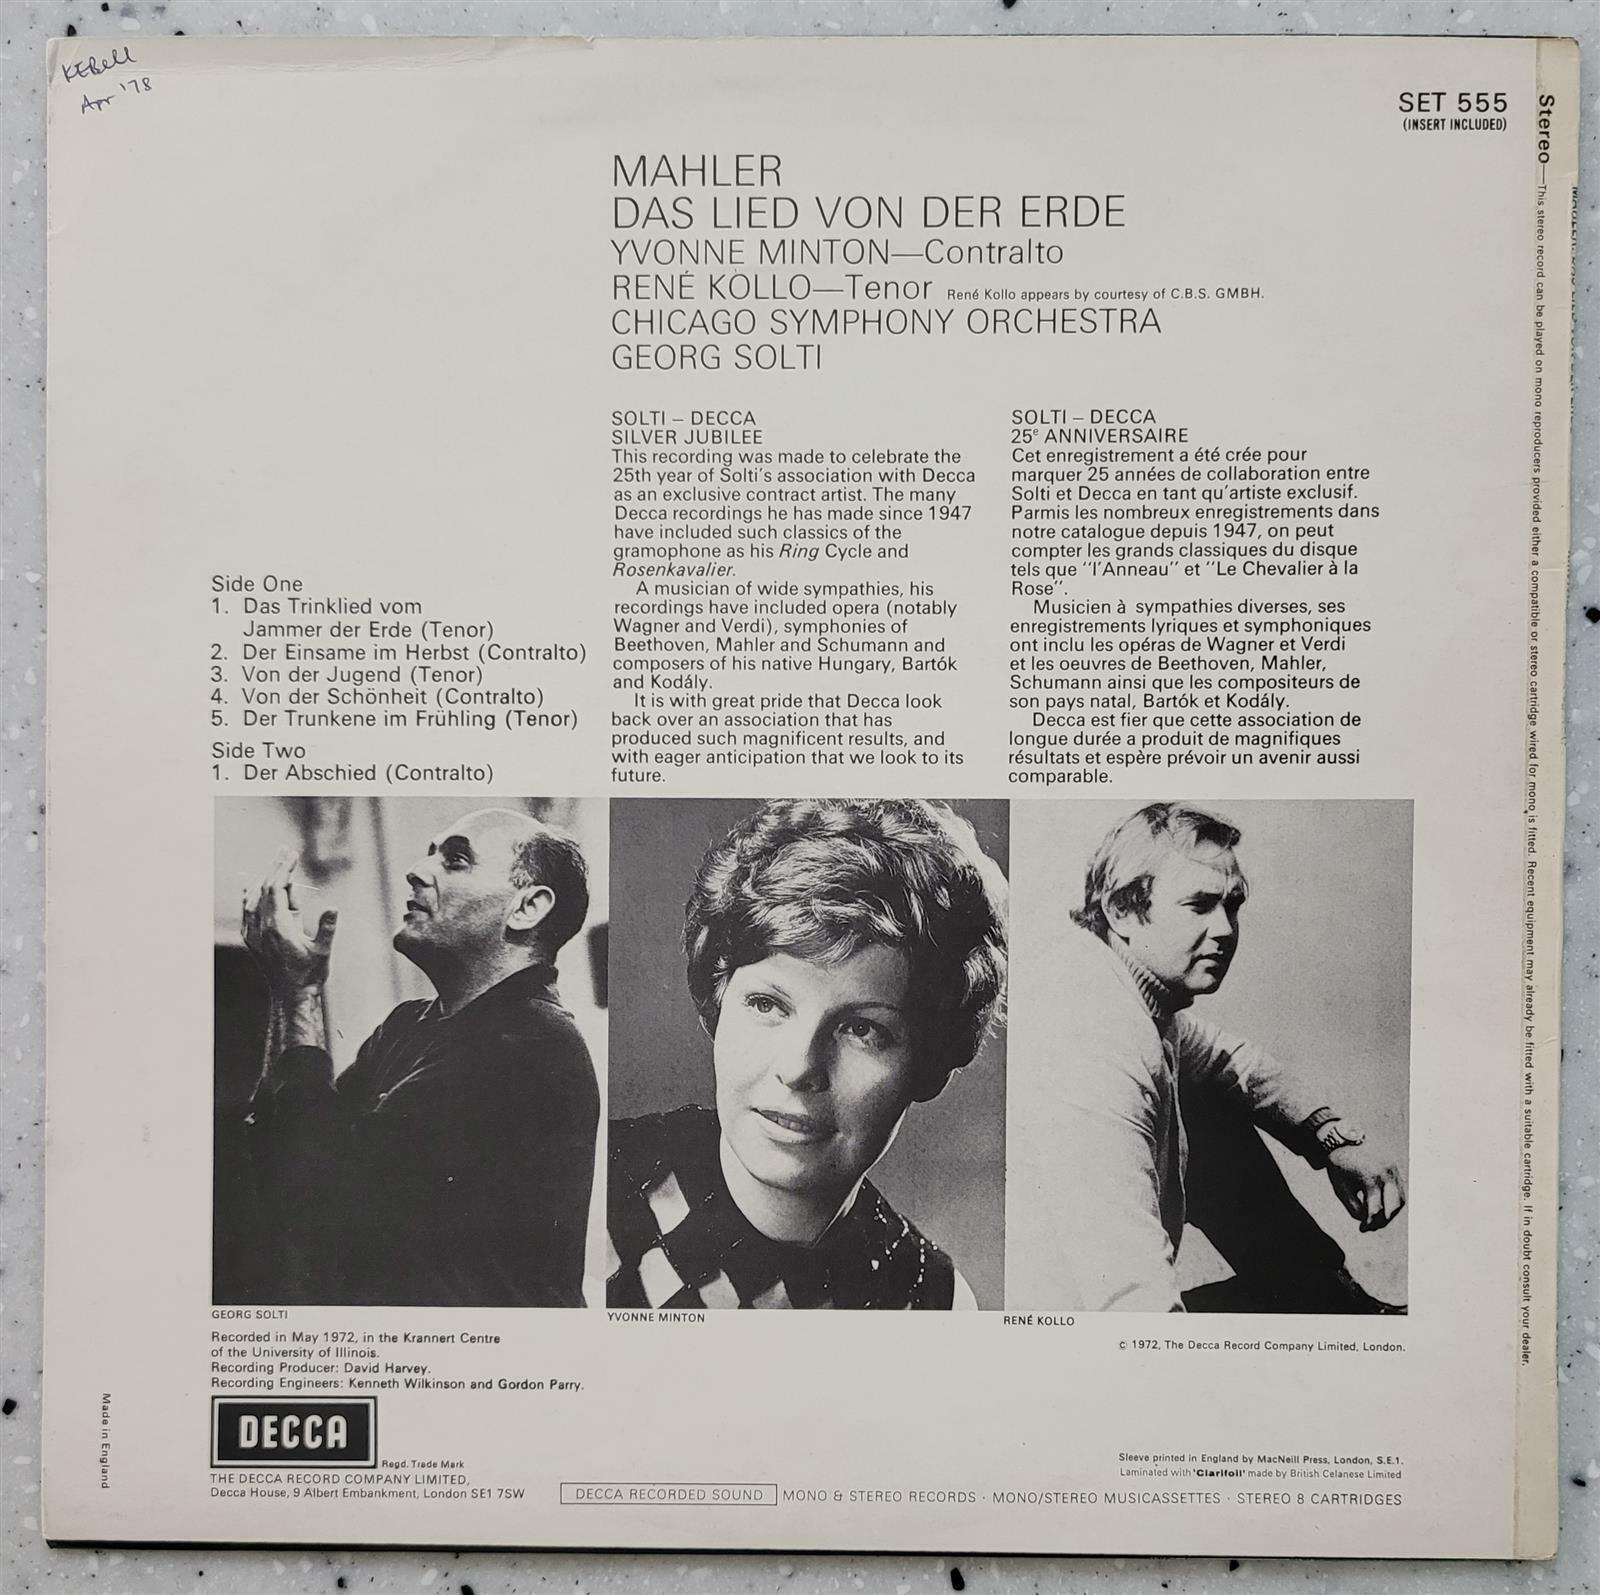 KEBell
Apr '78
SET 555
(INSERT INCLUDED)
MAHLER
DAS LIED VON DER ERDE
YVONNE MINTON—Contralto
RENÉ KOLLO—Tenor René Kollo appears by courtesy of C.B.S. GMBH.
CHICAGO SYMPHONY ORCHESTRA
GEORG SOLTI
Side One
1. Das Trinklied vom
Jammer der Erde (Tenor)
2. Der Einsame im Herbst (Contralto)
3. Von der Jugend (Tenor)
4. Von der Schönheit (Contralto)
5. Der Trunkene im Frühling (Tenor)
Side Two
1. Der Abschied (Contralto)
SOLTI – DECCA
SILVER JUBILEE
This recording was made to celebrate the
25th year of Solti's association with Decca
as an exclusive contract artist. The many
Decca recordings he has made since 1947
have included such classics of the
gramophone as his Ring Cycle and
Rosenkavalier.
A musician of wide sympathies, his
recordings have included opera (notably
Wagner and Verdi), symphonies of
Beethoven, Mahler and Schumann and
composers of his native Hungary, Bartók
and Kodály.
It is with great pride that Decca look
back over an association that has
produced such magnificent results, and
with eager anticipation that we look to its
future.
SOLTI – DECCA
25e ANNIVERSAIRE
Cet enregistrement a été crée pour
marquer 25 années de collaboration entre
Solti et Decca en tant qu'artiste exclusif.
Parmis les nombreux enregistrements dans
notre catalogue depuis 1947, on peut
compter les grands classiques du disque
tels que "l'Anneau" et "Le Chevalier à la
Rose".
Musicien à sympathies diverses, ses
enregistrements lyriques et symphoniques
ont inclu les opéras de Wagner et Verdi
et les oeuvres de Beethoven, Mahler,
Schumann ainsi que les compositeurs de
son pays natal, Bartók et Kodály.
Decca est fier que cette association de
longue durée a produit de magnifiques
résultats et espère prévoir un avenir aussi
comparable.
GEORG SOLTI
YVONNE MINTON
RENÉ KOLLO
Recorded in May 1972, in the Krannert Centre
of the University of Illinois.
Recording Producer: David Harvey.
Recording Engineers: Kenneth Wilkinson and Gordon Parry.
© 1972, The Decca Record Company Limited, London.
DECCA
Regd. Trade Mark
THE DECCA RECORD COMPANY LIMITED,
Decca House, 9 Albert Embankment, London SE1 7SW
DECCA RECORDED SOUND MONO & STEREO RECORDS · MONO/STEREO MUSICASSETTES · STEREO 8 CARTRIDGES
Sleeve printed in England by MacNeill Press, London, S.E.1.
Laminated with 'Clarifoil' made by British Celanese Limited
Made in England
Stereo—This stereo record can be played on mono reproducers provided either a compatible or stereo cartridge wired for mono is fitted. Recent equipment may already be fitted with a suitable cartridge. If in doubt consult your dealer.